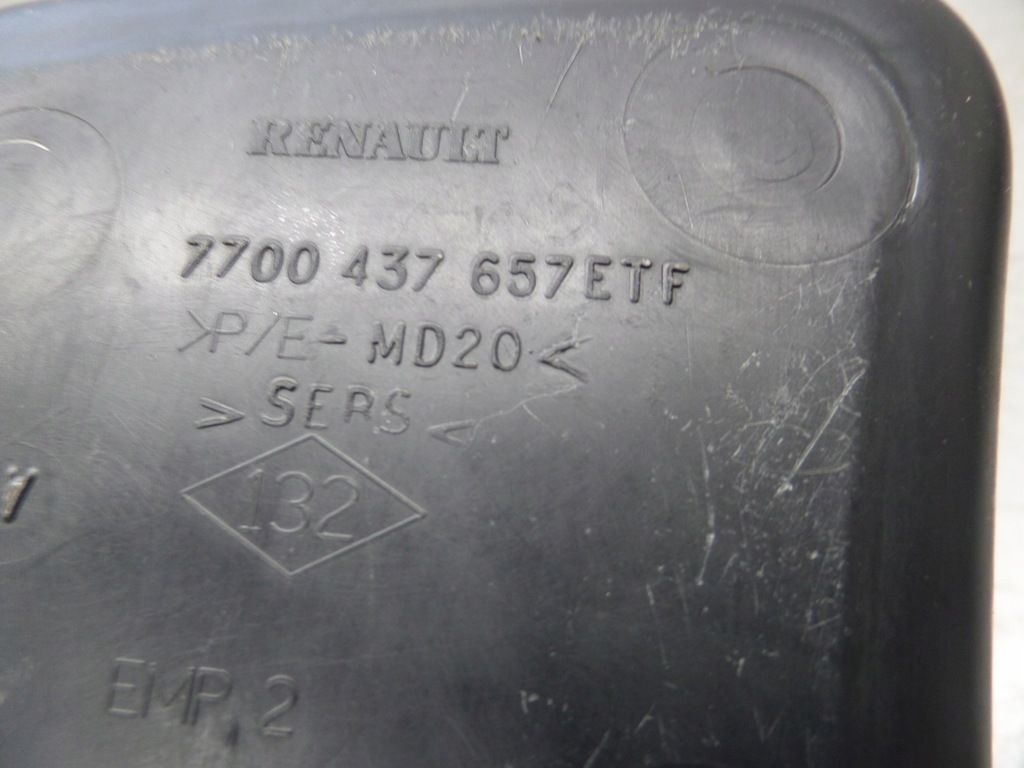 RENAULT
7700 437 657ETF
>P/E-MD20<
>SERS<
132
EMP.2